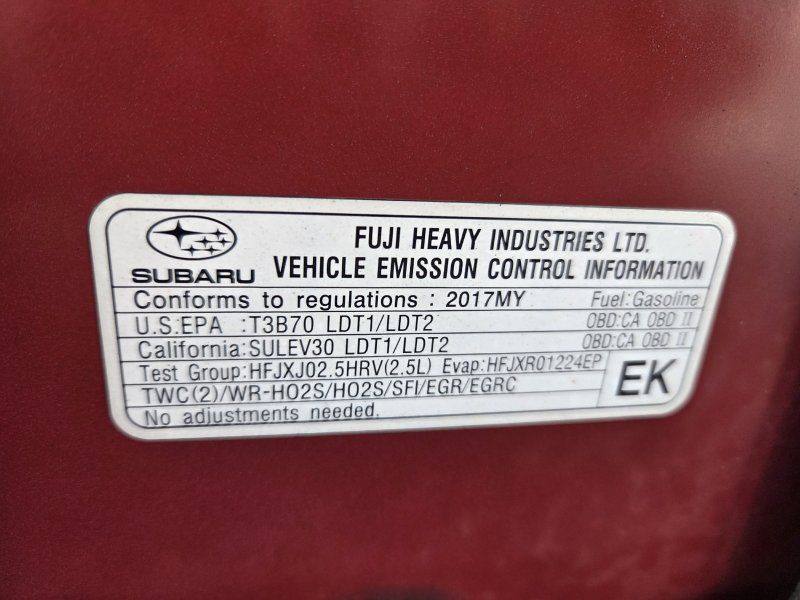 SUBARU
FUJI HEAVY INDUSTRIES LTD.
VEHICLE EMISSION CONTROL INFORMATION
Conforms to regulations : 2017MY Fuel:Gasoline
U.S.EPA :T3B70 LDT1/LDT2 OBD:CA OBD II
California:SULEV30 LDT1/LDT2 OBD:CA OBD II
Test Group:HFJXJ02.5HRV(2.5L) Evap:HFJXR01224EP
TWC(2)/WR-HO2S/HO2S/SFI/EGR/EGRC
No adjustments needed.
EK